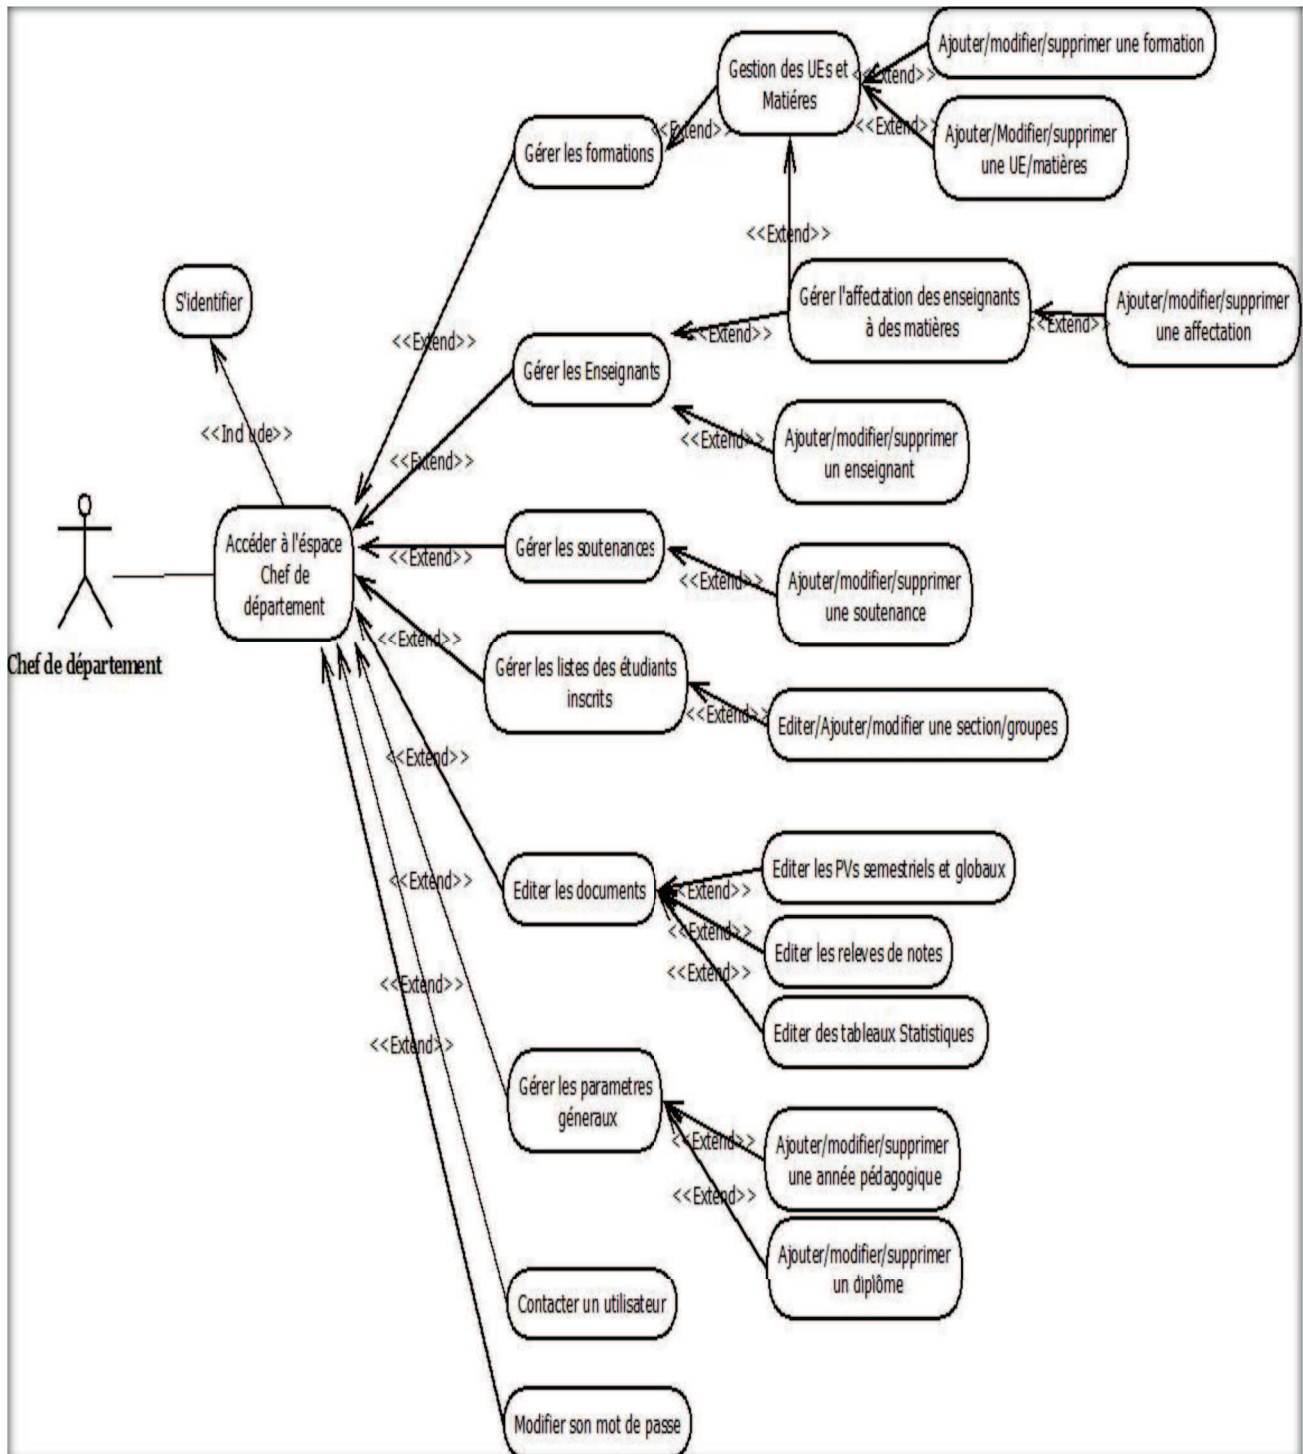 Ajouter/modifier/supprimer une formation
Gestion des UEs et
Matiéres
<<Extend>>
<<Extend>>
<<Extend>>
Ajouter/Modifier/supprimer
une UE/matières
Gérer les formations
<<Extend>>
S'identifier
Gérer l'affectation des enseignants
à des matières
Ajouter/modifier/supprimer
une affectation
<<Extend>>
<<Extend>>
<<Extend>>
Gérer les Enseignants
<<Ind ude>>
<<Extend>>
<<Extend>>
Ajouter/modifier/supprimer
un enseignant
Accéder à l'éspace
Chef de
département
<<Extend>>
Gérer les soutenances
<<Extend>>
Ajouter/modifier/supprimer
une soutenance
Chef de département
<<Extend>>
Gérer les listes des étudiants
inscrits
<<Extend>>
Editer/Ajouter/modifier une section/groupes
<<Extend>>
<<Extend>>
Editer les documents
<<Extend>>
Editer les PVs semestriels et globaux
<<Extend>>
Editer les releves de notes
<<Extend>>
<<Extend>>
Editer des tableaux Statistiques
<<Extend>>
Gérer les parametres
géneraux
<<Extend>>
Ajouter/modifier/supprimer
une année pédagogique
<<Extend>>
Ajouter/modifier/supprimer
un diplôme
Contacter un utilisateur
Modifier son mot de passe